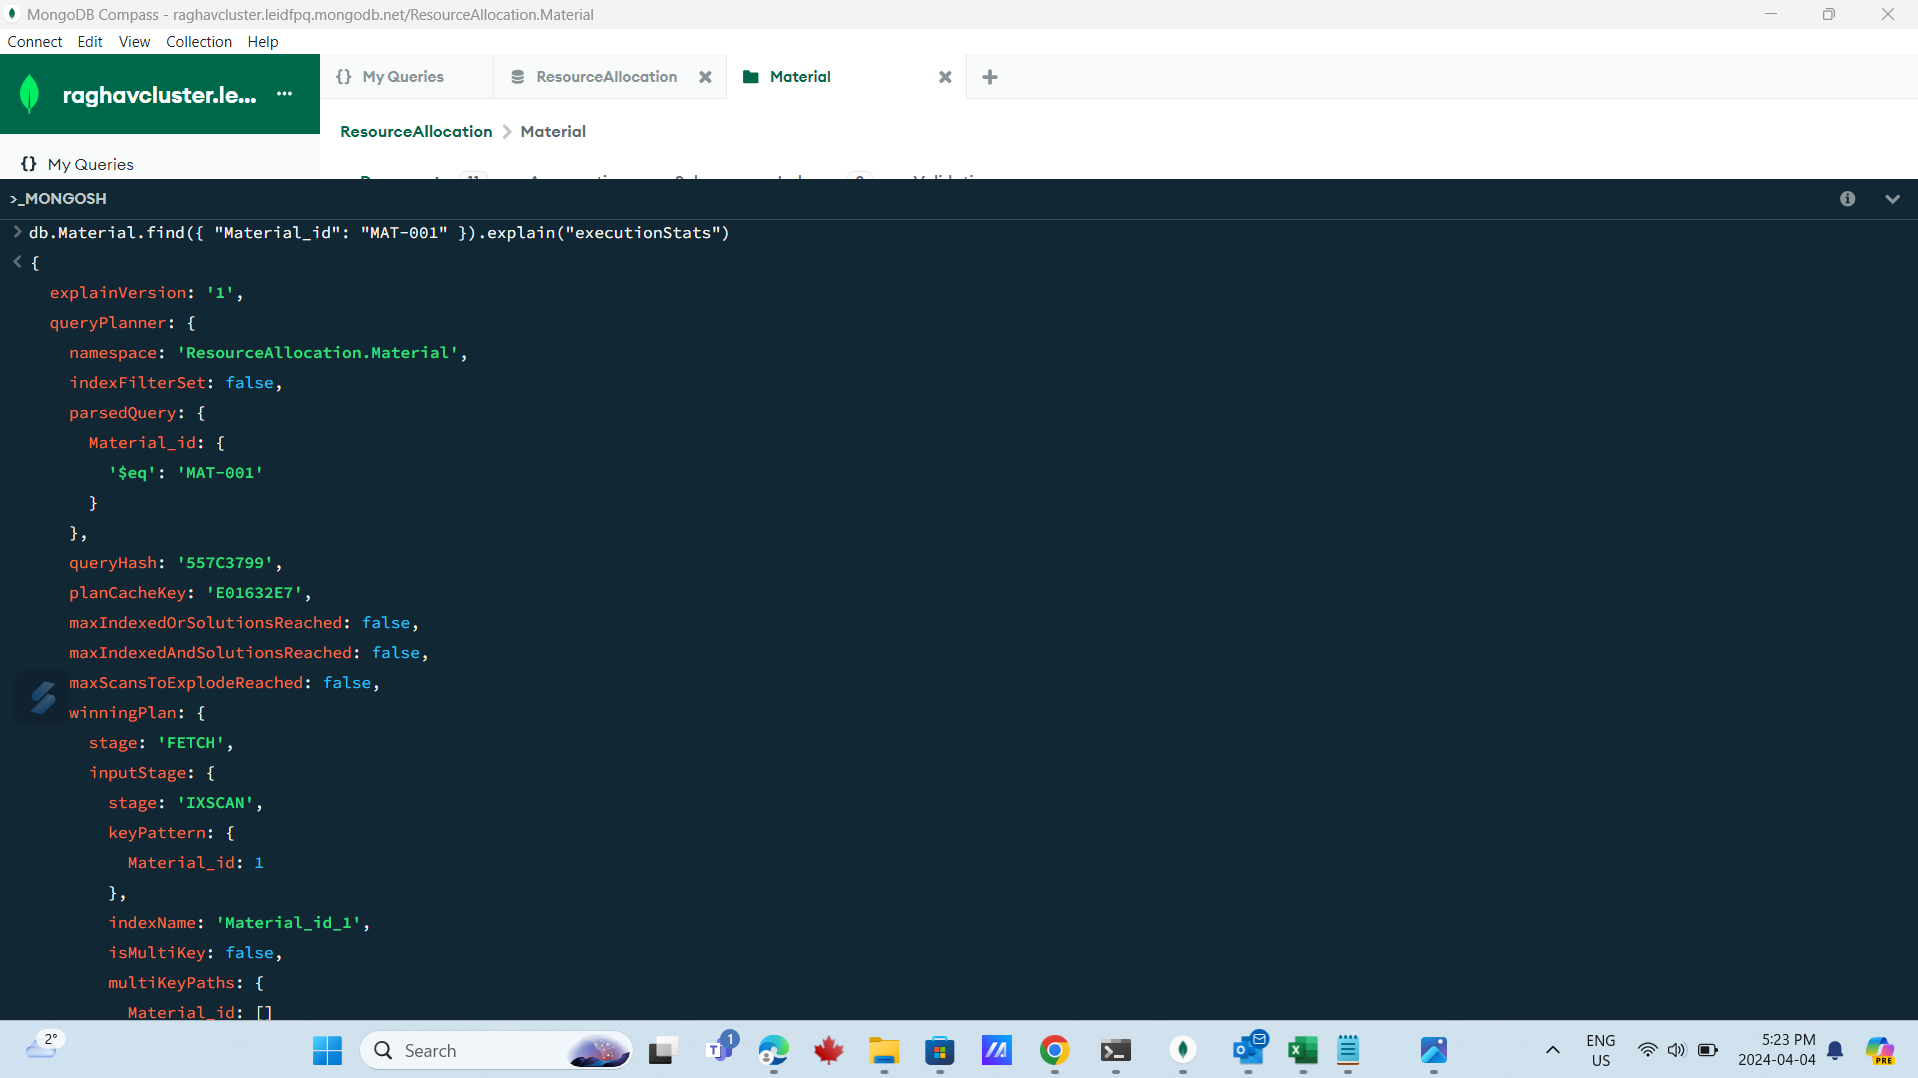 MongoDB Compass - raghavcluster.leidfpq.mongodb.net/ResourceAllocation.Material
Connect Edit View Collection Help
raghavcluster.le... ...
{} My Queries
ResourceAllocation
Material
ResourceAllocation > Material
{} My Queries
>_MONGOSH
> db.Material.find({ "Material_id": "MAT-001" }).explain("executionStats")
< {
explainVersion: '1',
queryPlanner: {
namespace: 'ResourceAllocation.Material',
indexFilterSet: false,
parsedQuery: {
Material_id: {
'$eq': 'MAT-001'
}
},
queryHash: '557C3799',
planCacheKey: 'E01632E7',
maxIndexedOrSolutionsReached: false,
maxIndexedAndSolutionsReached: false,
maxScansToExplodeReached: false,
winningPlan: {
stage: 'FETCH',
inputStage: {
stage: 'IXSCAN',
keyPattern: {
Material_id: 1
},
indexName: 'Material_id_1',
isMultiKey: false,
multiKeyPaths: {
Material_id: []
2°
Search
1
ENG
US
5:23 PM
2024-04-04
PRE